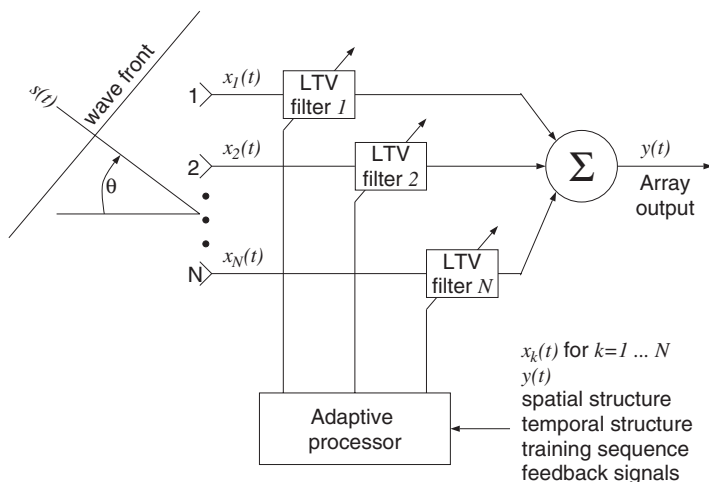 s(t)
wave front
θ
1
x1(t)
LTV
filter 1
2
x2(t)
LTV
filter 2
N
xN(t)
LTV
filter N
Σ
y(t)
Array
output
Adaptive
processor
xk(t) for k=1 ... N
y(t)
spatial structure
temporal structure
training sequence
feedback signals